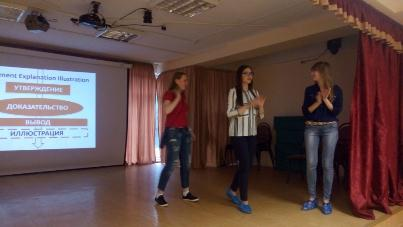 ment Explanation Illustration
УТВЕРЖДЕНИЕ
ДОКАЗАТЕЛЬСТВО
ВЫВОД
ИЛЛЮСТРАЦИЯ